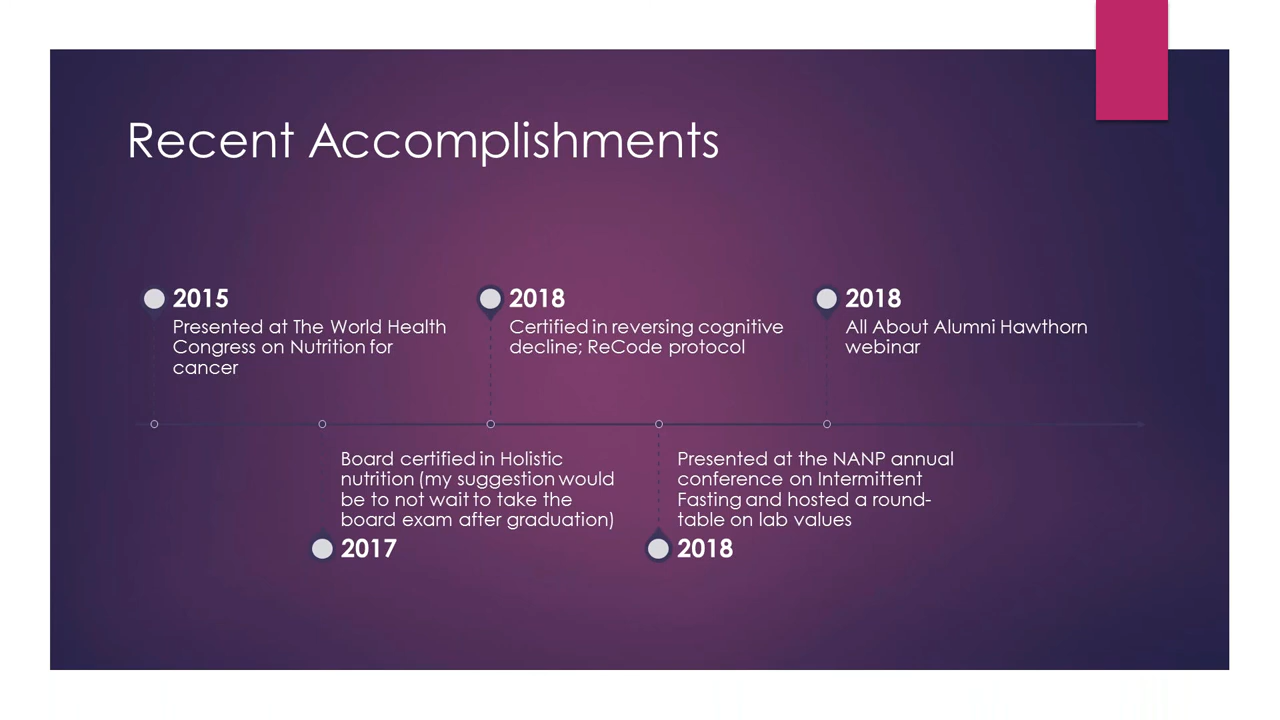 Recent Accomplishments
2015
Presented at The World Health
Congress on Nutrition for
cancer
Board certified in Holistic
nutrition (my suggestion would
be to not wait to take the
board exam after graduation)
2017
2018
Certified in reversing cognitive
decline; ReCode protocol
Presented at the NANP annual
conference on Intermittent
Fasting and hosted a round-
table on lab values
2018
2018
All About Alumni Hawthorn
webinar